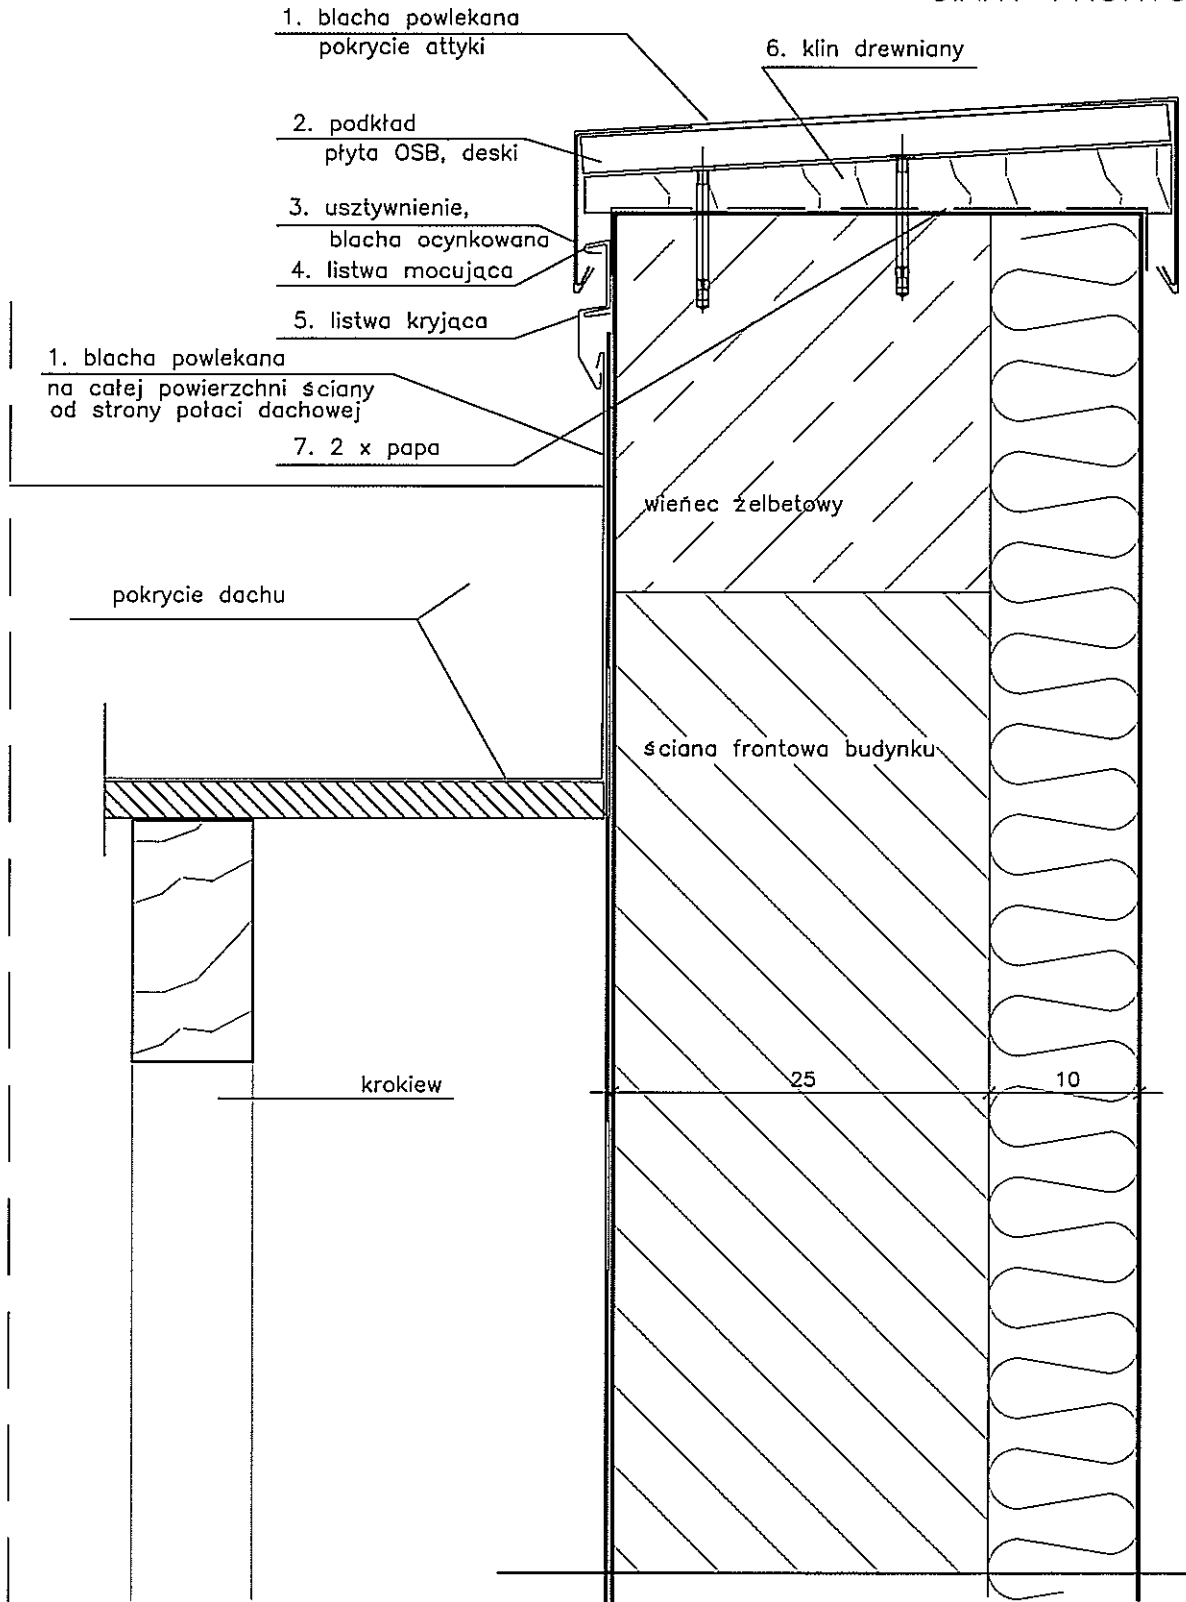 1. blacha powlekana
pokrycie attyki
6. klin drewniany
2. podkład
płyta OSB, deski
3. usztywnienie,
blacha ocynkowana
4. listwa mocująca
5. listwa kryjąca
1. blacha powlekana
na całej powierzchni ściany
od strony połaci dachowej
7. 2 x papa
wieńec żelbetowy
pokrycie dachu
ściana frontowa budynku
krokiew
25
10